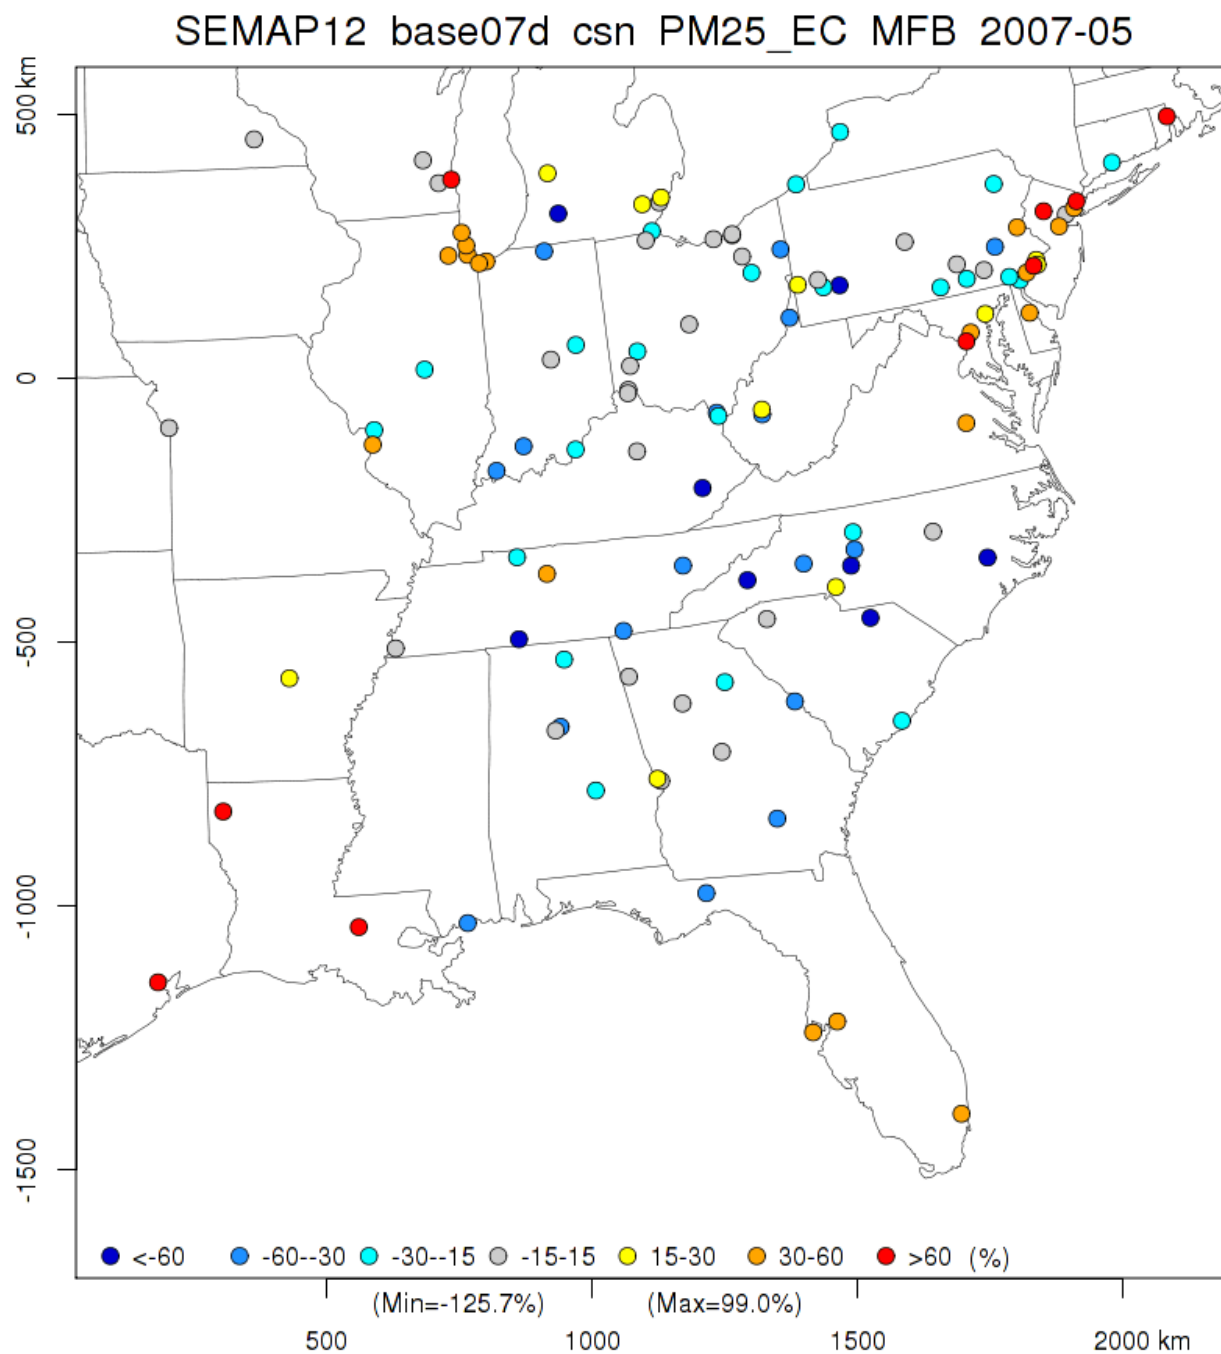 SEMAP12 base07d csn PM25_EC MFB 2007-05
500 km
0
-500
-1000
-1500
<-60 -60--30 -30--15 -15-15 15-30 30-60 >60 (%)
(Min=-125.7%) (Max=99.0%)
500 1000 1500 2000 km